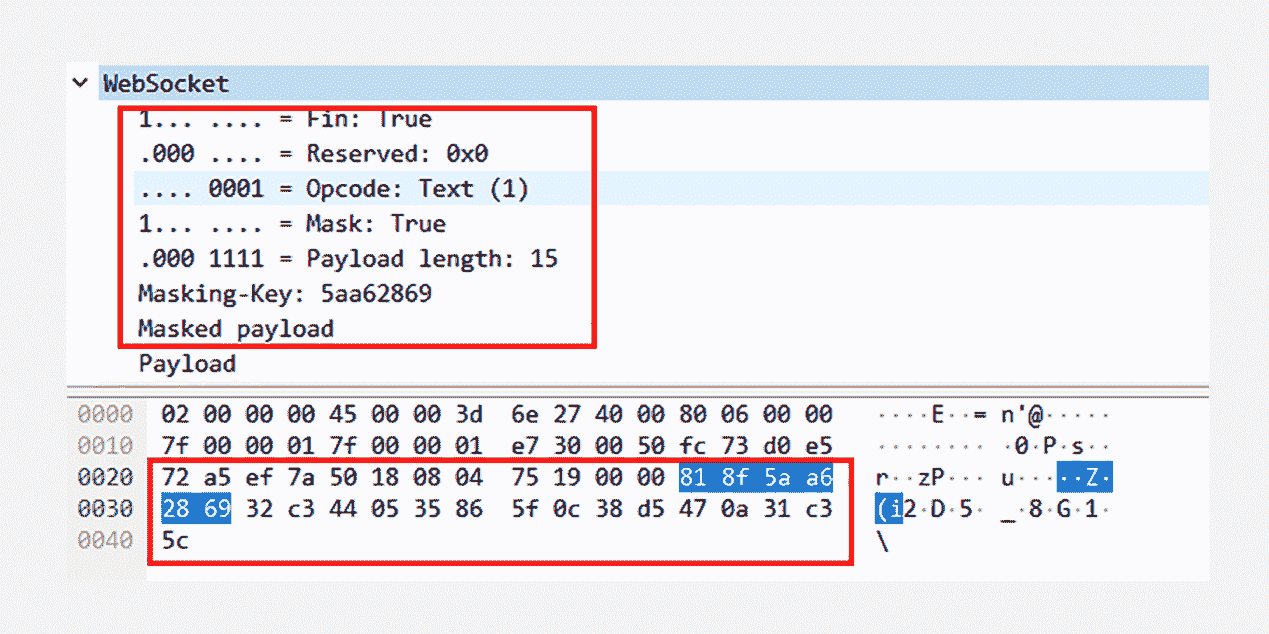 WebSocket
1... .... = Fin: True
.000 .... = Reserved: 0x0
.... 0001 = Opcode: Text (1)
1... .... = Mask: True
.000 1111 = Payload length: 15
Masking-Key: 5aa62869
Masked payload
Payload
0000 02 00 00 00 45 00 00 3d 6e 27 40 00 80 06 00 00 ····E··= n'@·····
0010 7f 00 00 01 7f 00 00 01 e7 30 00 50 fc 73 d0 e5 ········ ·0·P·s··
0020 72 a5 ef 7a 50 18 08 04 75 19 00 00 81 8f 5a a6 r··zP··· u·····Z·
0030 28 69 32 c3 44 05 35 86 5f 0c 38 d5 47 0a 31 c3 (i2·D·5· _·8·G·1·
0040 5c \